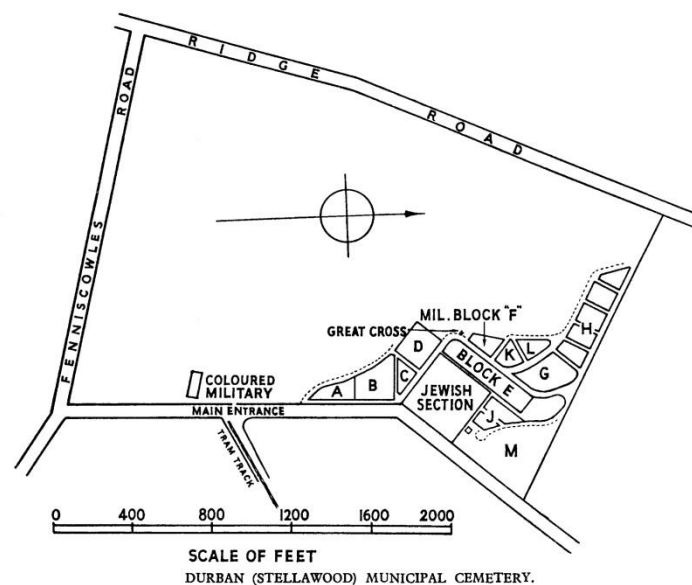 RIDGE ROAD
FENNISCOWLES ROAD
MIL. BLOCK "F"
GREAT CROSS
H
D
K
L
BLOCK E
G
COLOURED
MILITARY
A
B
C
JEWISH
SECTION
MAIN ENTRANCE
J
M
TRAM TRACK
0 400 800 1200 1600 2000
SCALE OF FEET
DURBAN (STELLAWOOD) MUNICIPAL CEMETERY.